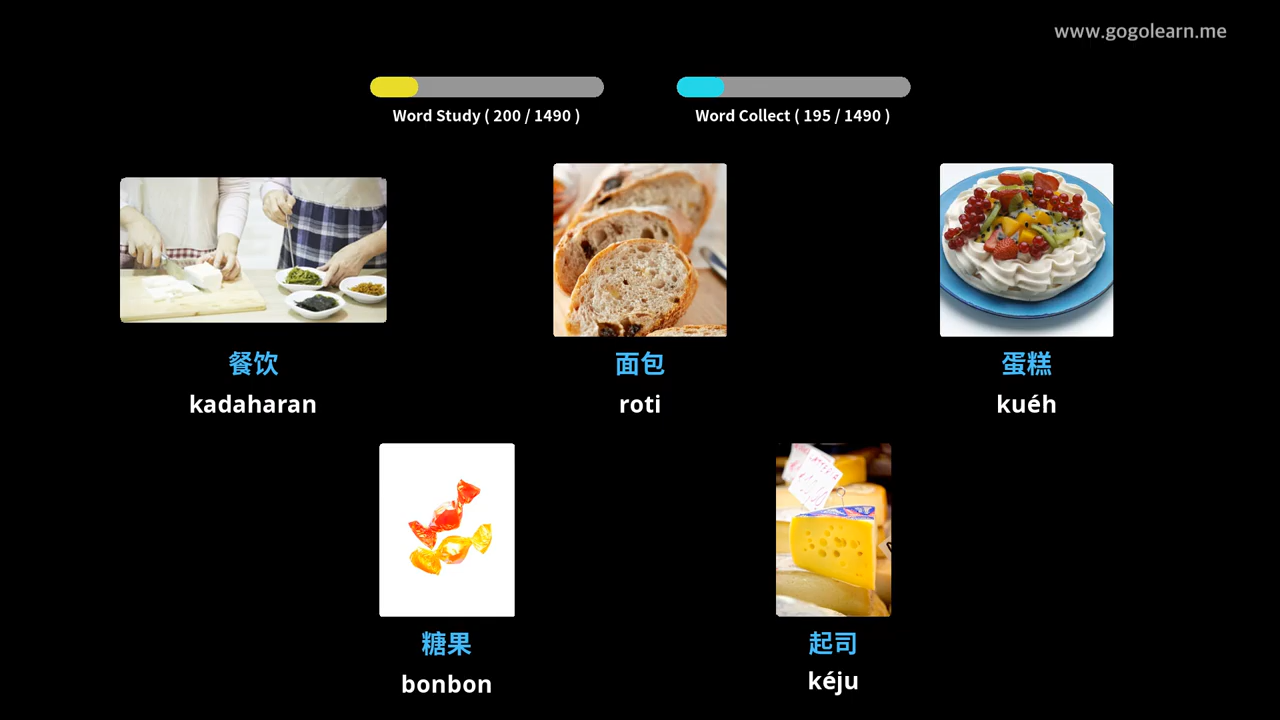 www.gogolearn.me
Word Study ( 200 / 1490 )
Word Collect ( 195 / 1490 )
餐饮
kadaharan
面包
roti
蛋糕
kuéh
糖果
bonbon
起司
kéju